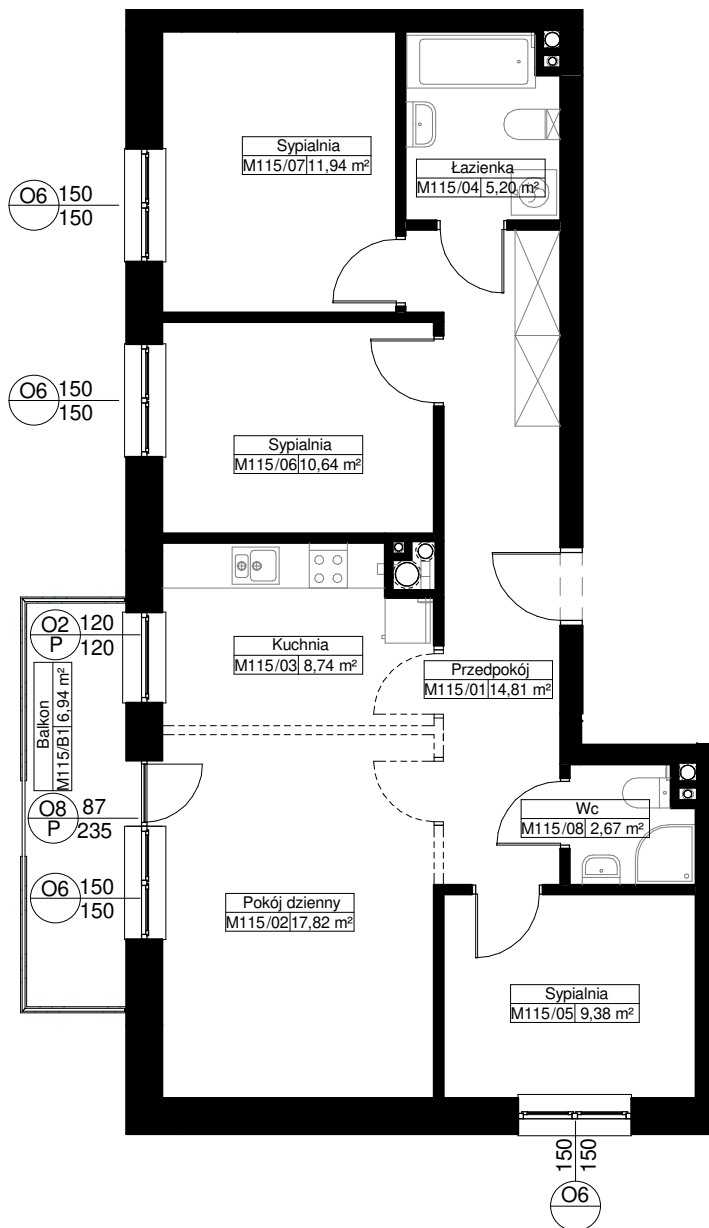 Sypialnia
M115/07 11,94 m²
Łazienka
M115/04 5,20 m²
O6 150
150
O6 150
150
Sypialnia
M115/06 10,64 m²
O2 120
P 120
Kuchnia
M115/03 8,74 m²
Przedpokój
M115/01 14,81 m²
Balkon
M115/B1 6,94 m²
O8 87
P 235
Wc
M115/08 2,67 m²
O6 150
150
Pokój dzienny
M115/02 17,82 m²
Sypialnia
M115/05 9,38 m²
150
150
O6